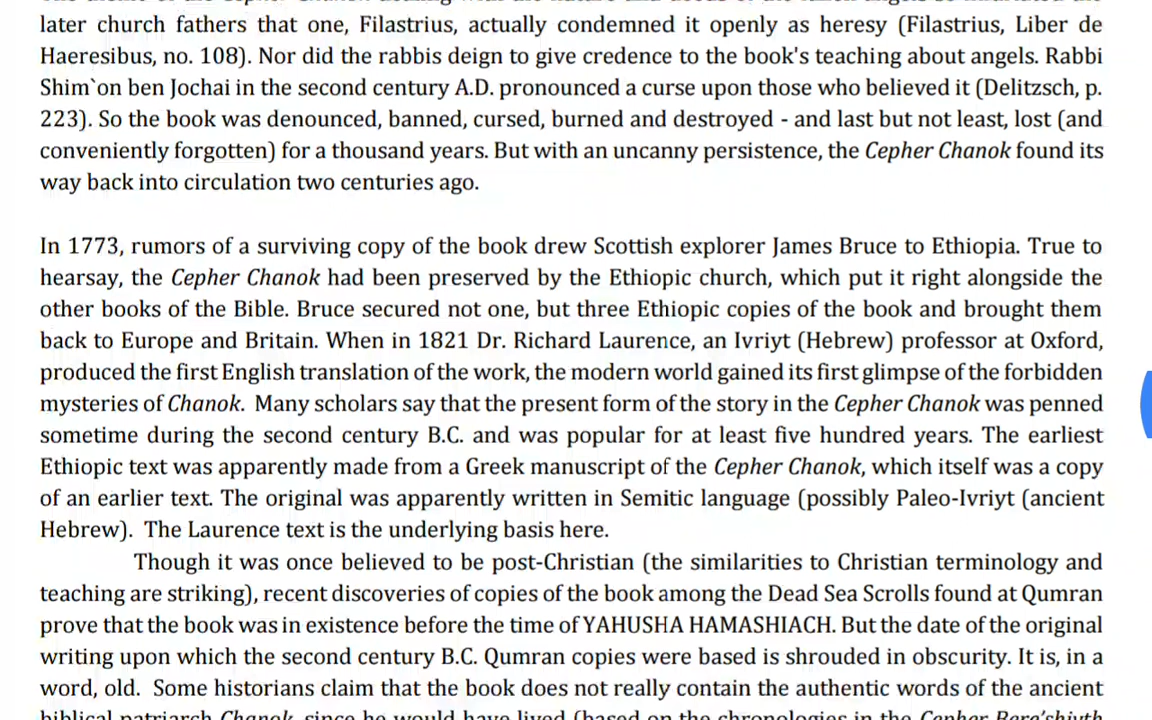 later church fathers that one, Filastrius, actually condemned it openly as heresy (Filastrius, Liber de
Haeresibus, no. 108). Nor did the rabbis deign to give credence to the book's teaching about angels. Rabbi
Shim`on ben Jochai in the second century A.D. pronounced a curse upon those who believed it (Delitzsch, p.
223). So the book was denounced, banned, cursed, burned and destroyed - and last but not least, lost (and
conveniently forgotten) for a thousand years. But with an uncanny persistence, the Cepher Chanok found its
way back into circulation two centuries ago.
In 1773, rumors of a surviving copy of the book drew Scottish explorer James Bruce to Ethiopia. True to
hearsay, the Cepher Chanok had been preserved by the Ethiopic church, which put it right alongside the
other books of the Bible. Bruce secured not one, but three Ethiopic copies of the book and brought them
back to Europe and Britain. When in 1821 Dr. Richard Laurence, an Ivriyt (Hebrew) professor at Oxford,
produced the first English translation of the work, the modern world gained its first glimpse of the forbidden
mysteries of Chanok. Many scholars say that the present form of the story in the Cepher Chanok was penned
sometime during the second century B.C. and was popular for at least five hundred years. The earliest
Ethiopic text was apparently made from a Greek manuscript of the Cepher Chanok, which itself was a copy
of an earlier text. The original was apparently written in Semitic language (possibly Paleo-Ivriyt (ancient
Hebrew). The Laurence text is the underlying basis here.
Though it was once believed to be post-Christian (the similarities to Christian terminology and
teaching are striking), recent discoveries of copies of the book among the Dead Sea Scrolls found at Qumran
prove that the book was in existence before the time of YAHUSHA HAMASHIACH. But the date of the original
writing upon which the second century B.C. Qumran copies were based is shrouded in obscurity. It is, in a
word, old. Some historians claim that the book does not really contain the authentic words of the ancient
biblical patriarch Chanok, since he would have lived (based on the chronologies in the Cepher Bere'shiyth